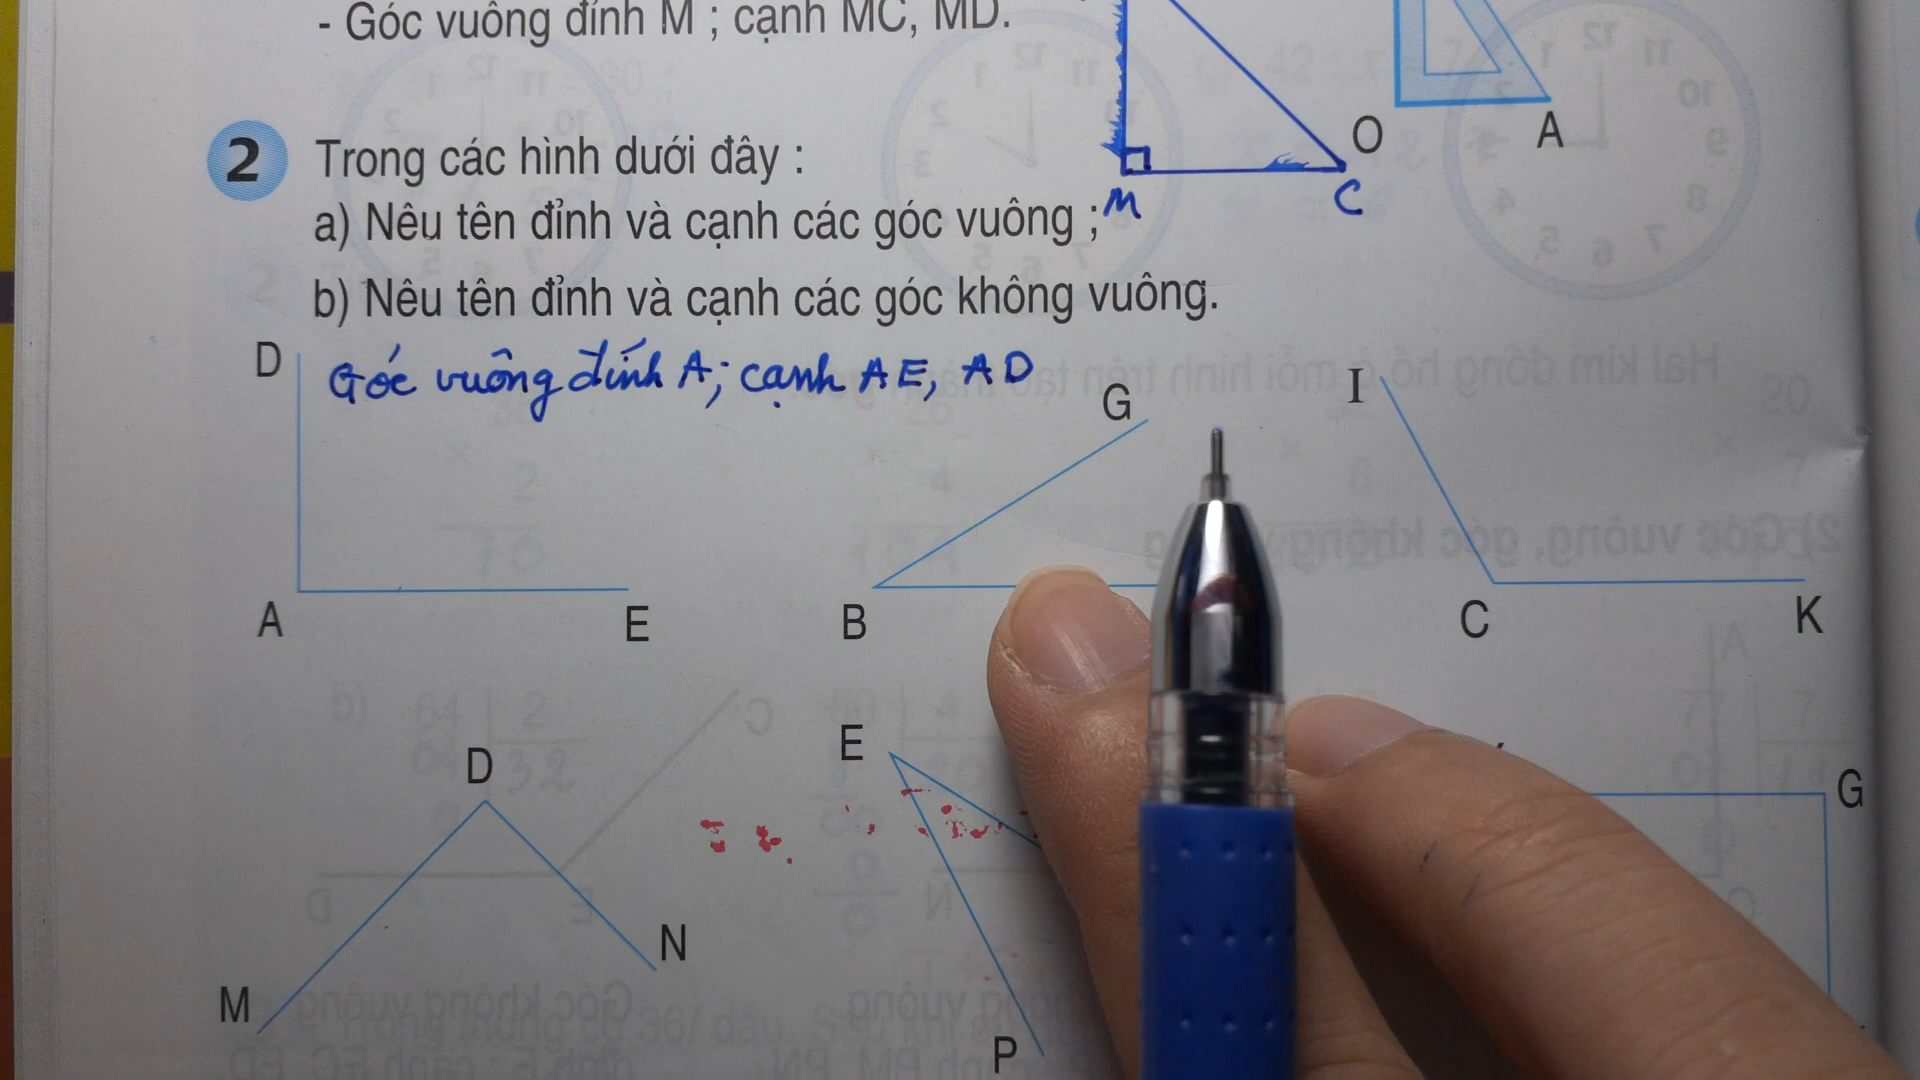 - Góc vuông đỉnh M ; cạnh MC, MD.
O
A
M
C
2 Trong các hình dưới đây :
a) Nêu tên đỉnh và cạnh các góc vuông ;
b) Nêu tên đỉnh và cạnh các góc không vuông.
D
Góc vuông đỉnh A; cạnh AE, AD
G
I
A
E
B
C
K
D
E
G
M
N
P